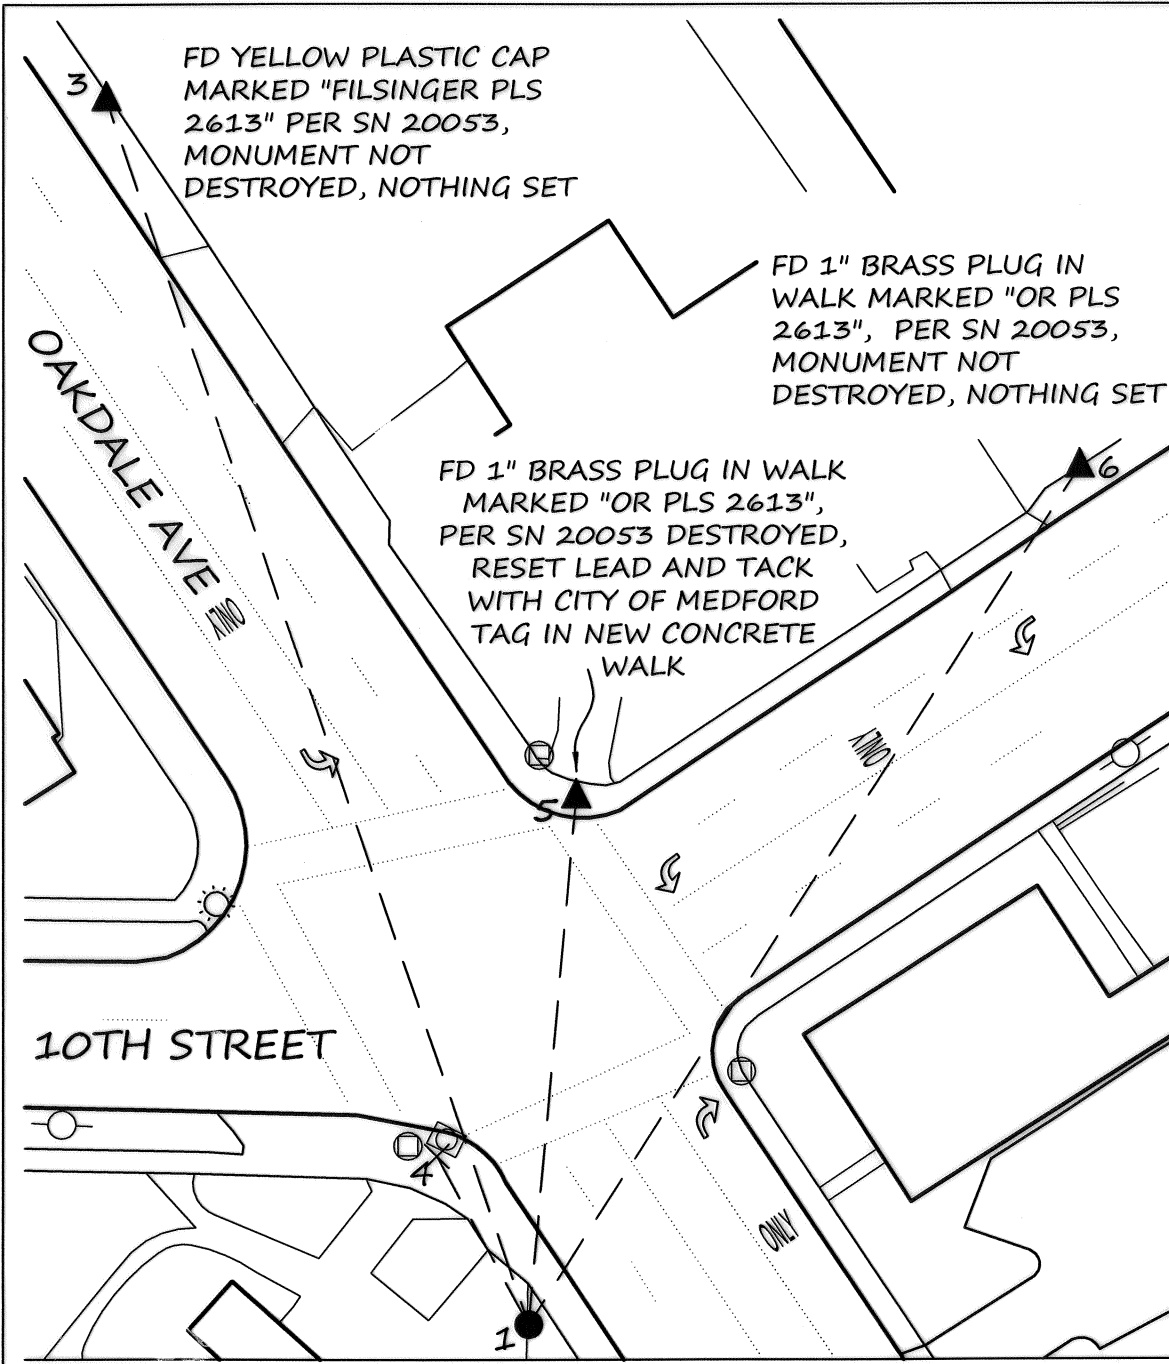 3
FD YELLOW PLASTIC CAP
MARKED "FILSINGER PLS
2613" PER SN 20053,
MONUMENT NOT
DESTROYED, NOTHING SET
FD 1" BRASS PLUG IN
WALK MARKED "OR PLS
2613",  PER SN 20053,
MONUMENT NOT
DESTROYED, NOTHING SET
OAKDALE AVE
6
FD 1" BRASS PLUG IN WALK
MARKED "OR PLS 2613",
PER SN 20053 DESTROYED,
RESET LEAD AND TACK
WITH CITY OF MEDFORD
TAG IN NEW CONCRETE
WALK
ONLY
ONLY
5
10TH STREET
4
ONLY
1